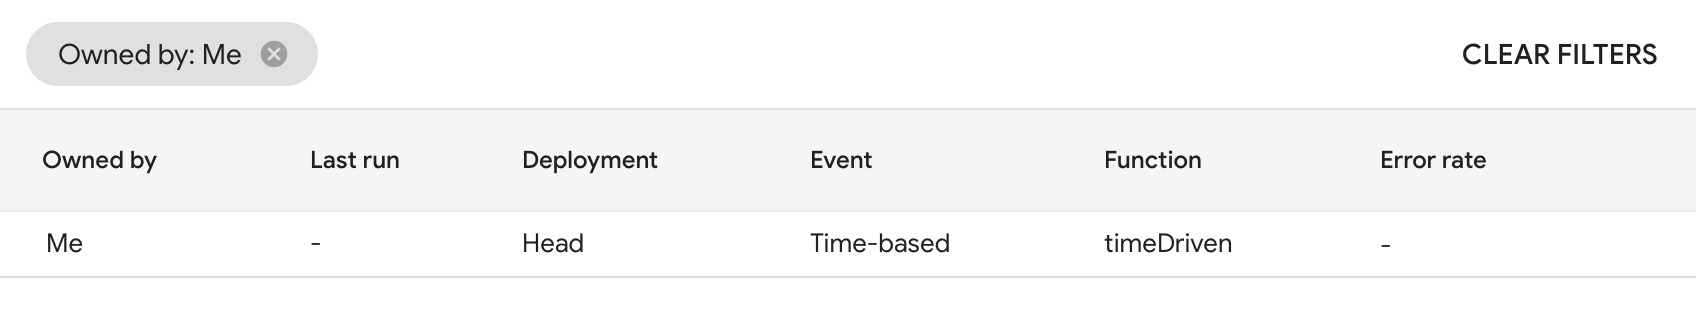 Owned by: Me CLEAR FILTERS
Owned by Last run Deployment Event Function Error rate
Me - Head Time-based timeDriven -